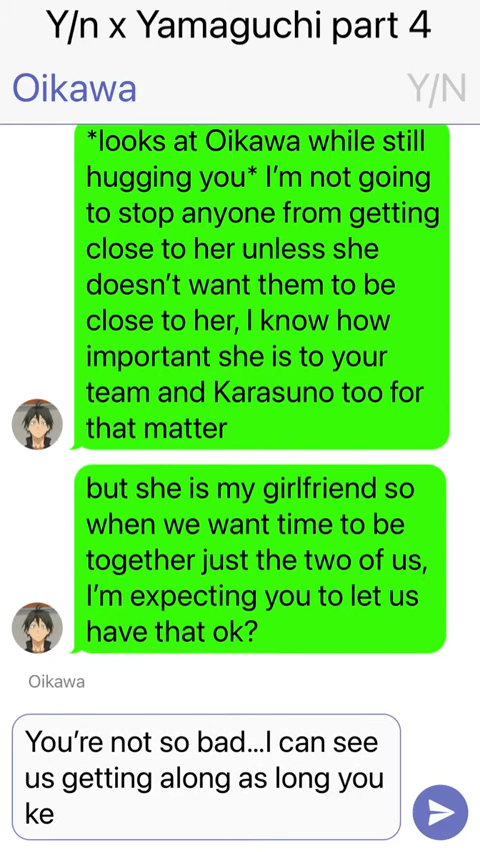 Y/n x Yamaguchi part 4
Oikawa
Y/N
*looks at Oikawa while still
hugging you* I'm not going
to stop anyone from getting
close to her unless she
doesn't want them to be
close to her, I know how
important she is to your
team and Karasuno too for
that matter
but she is my girlfriend so
when we want time to be
together just the two of us,
I'm expecting you to let us
have that ok?
Oikawa
You're not so bad...I can see
us getting along as long you
ke